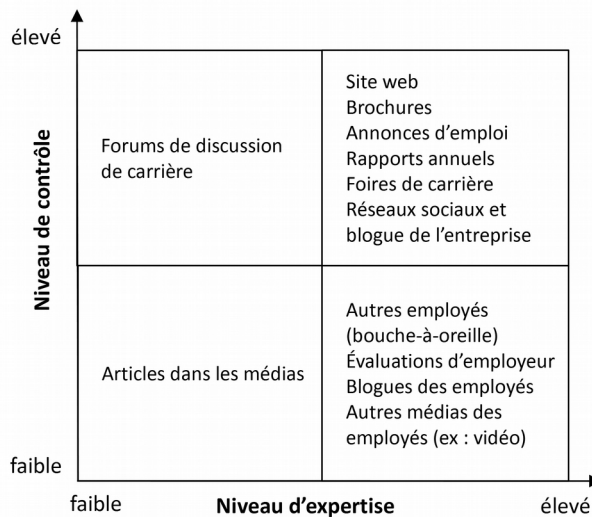 élevé
Niveau de contrôle
Forums de discussion
de carrière
Site web
Brochures
Annonces d'emploi
Rapports annuels
Foires de carrière
Réseaux sociaux et
blogue de l'entreprise
Articles dans les médias
Autres employés
(bouche-à-oreille)
Évaluations d'employeur
Blogues des employés
Autres médias des
employés (ex : vidéo)
faible
faible
Niveau d'expertise
élevé